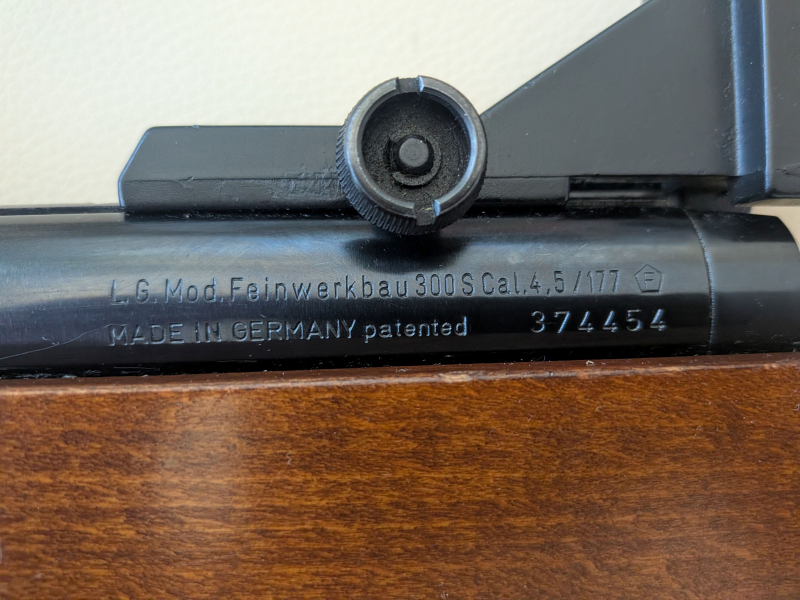 L.G. Mod. Feinwerkbau 300 S Cal. 4,5/177 F
MADE IN GERMANY patented 374454